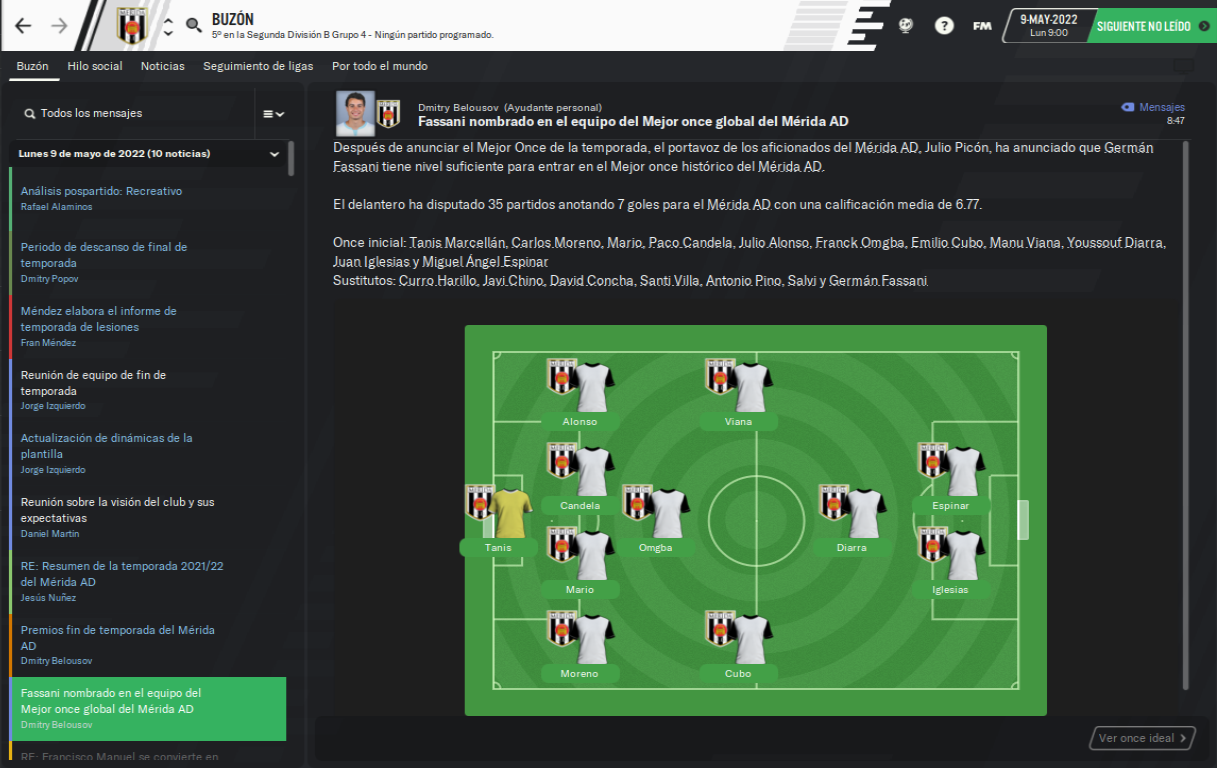 BUZÓN
5º en la Segunda División B Grupo 4 - Ningún partido programado.
?
FM
9-MAY-2022
Lun 9:00
SIGUIENTE NO LEÍDO
Buzón
Hilo social
Noticias
Seguimiento de ligas
Por todo el mundo
Todos los mensajes
Lunes 9 de mayo de 2022 (10 noticias)
Análisis pospartido: Recreativo
Rafael Alaminos
Periodo de descanso de final de
temporada
Dmitry Popov
Méndez elabora el informe de
temporada de lesiones
Fran Méndez
Reunión de equipo de fin de
temporada
Jorge Izquierdo
Actualización de dinámicas de la
plantilla
Jorge Izquierdo
Reunión sobre la visión del club y sus
expectativas
Daniel Martín
RE: Resumen de la temporada 2021/22
del Mérida AD
Jesús Nuñez
Premios fin de temporada del Mérida
AD
Dmitry Belousov
Fassani nombrado en el equipo del
Mejor once global del Mérida AD
Dmitry Belousov
RE: Francisco Manuel se convierte en
Dmitry Belousov (Ayudante personal)
Fassani nombrado en el equipo del Mejor once global del Mérida AD
Mensajes
8:47
Después de anunciar el Mejor Once de la temporada, el portavoz de los aficionados del Mérida AD, Julio Picón, ha anunciado que Germán
Fassani tiene nivel suficiente para entrar en el Mejor once histórico del Mérida AD.
El delantero ha disputado 35 partidos anotando 7 goles para el Mérida AD con una calificación media de 6.77.
Once inicial: Tanis Marcellán, Carlos Moreno, Mario, Paco Candela, Julio Alonso, Franck Omgba, Emilio Cubo, Manu Viana, Youssouf Diarra,
Juan Iglesias y Miguel Ángel Espinar
Sustitutos: Curro Harillo, Javi Chino, David Concha, Santi Villa, Antonio Pino, Salvi y Germán Fassani
Alonso
Viana
Candela
Espinar
Tanis
Omgba
Diarra
Mario
Iglesias
Moreno
Cubo
Ver once ideal